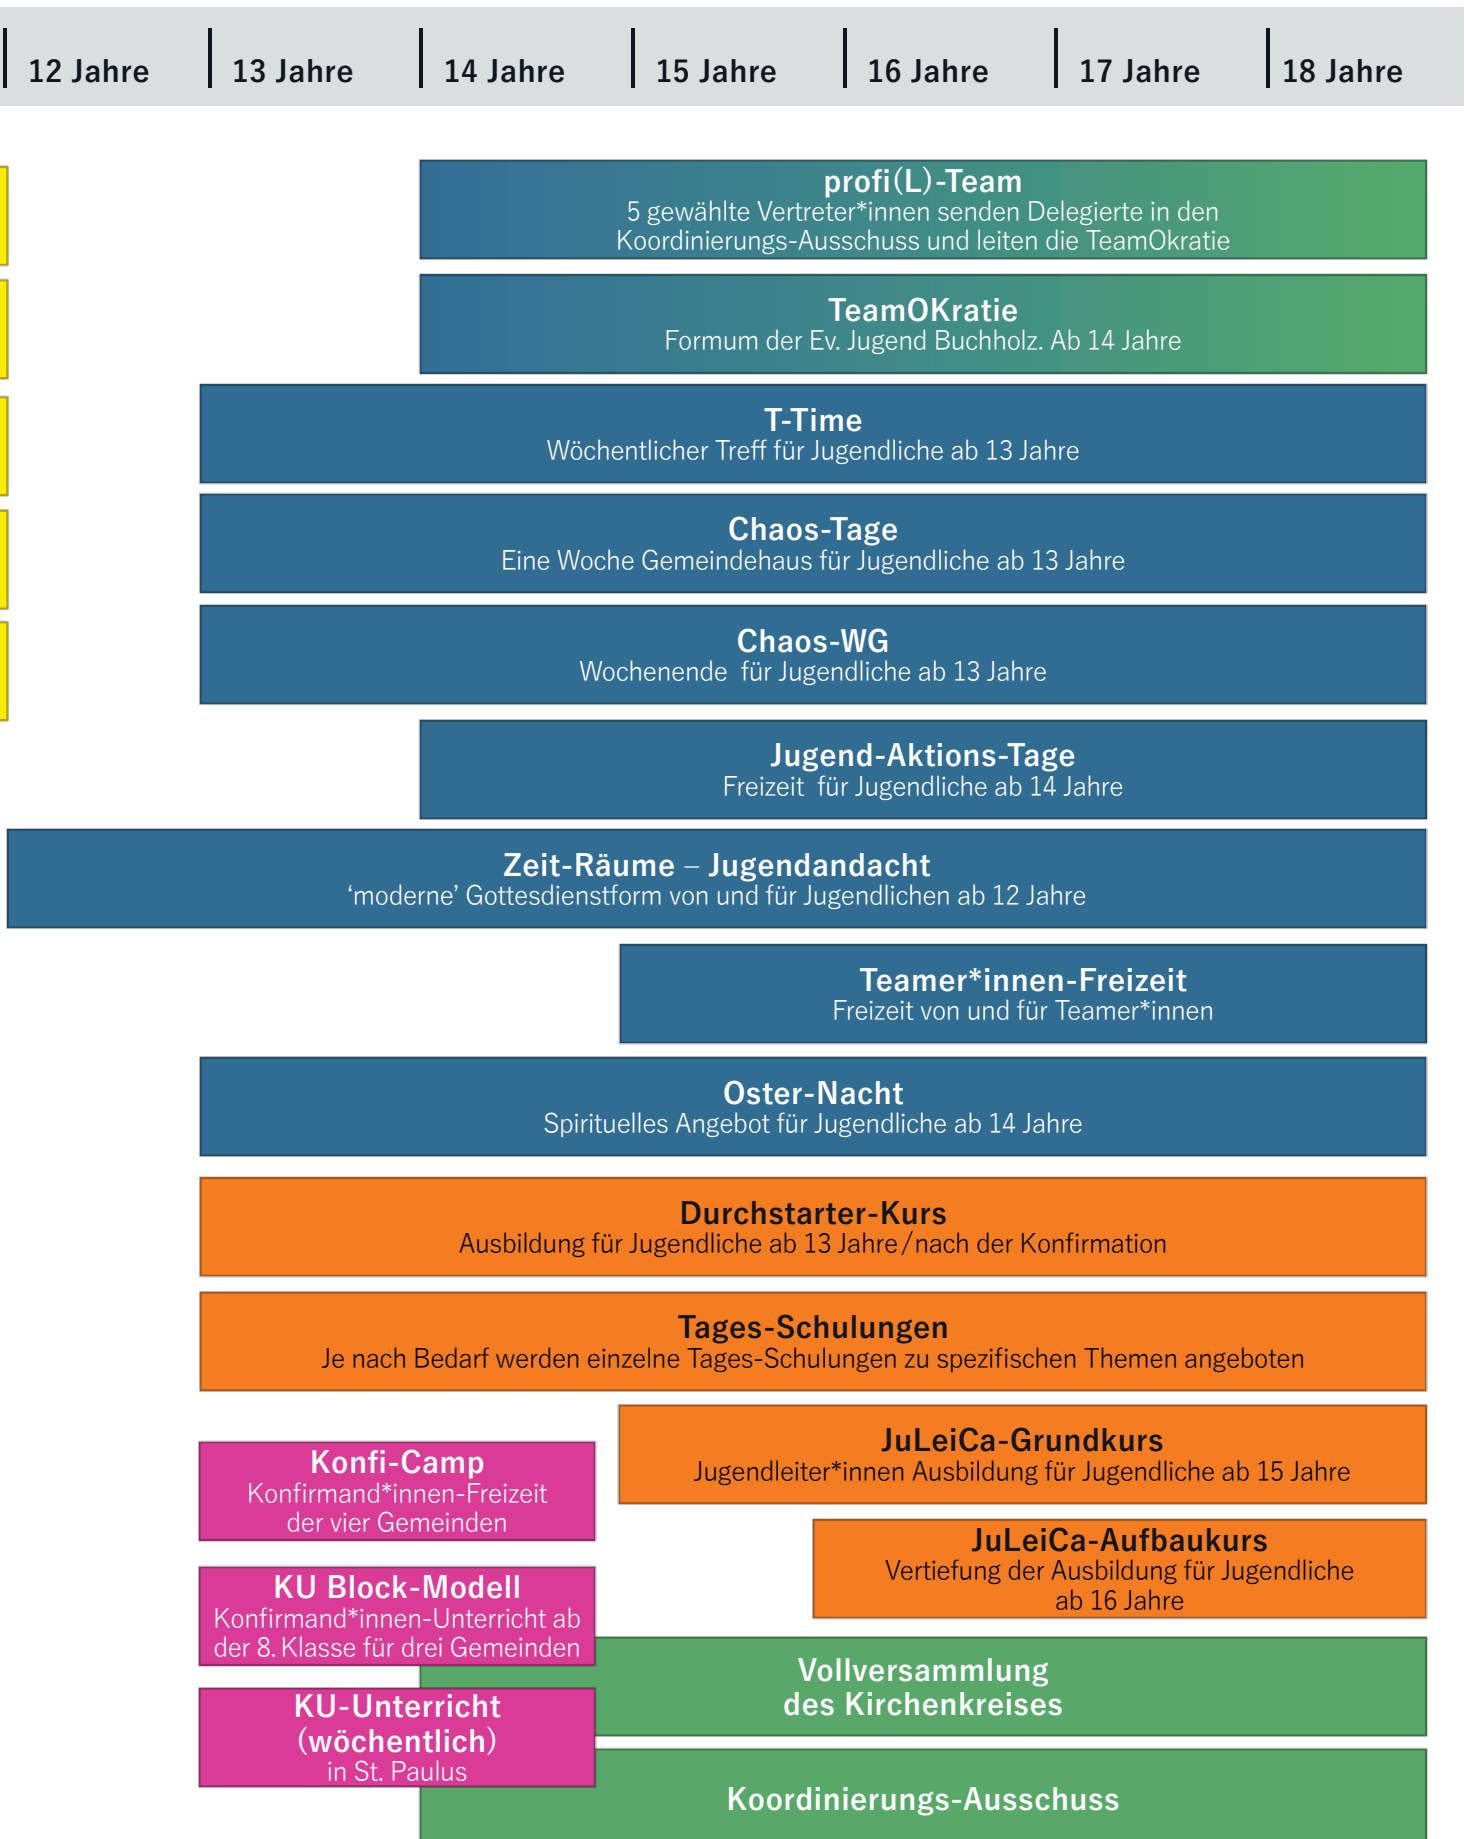 12 Jahre 13 Jahre 14 Jahre 15 Jahre 16 Jahre 17 Jahre 18 Jahre
profi(L)-Team
5 gewählte Vertreter*innen senden Delegierte in den
Koordinierungs-Ausschuss und leiten die TeamOkratie
TeamOKratie
Formum der Ev. Jugend Buchholz. Ab 14 Jahre
T-Time
Wöchentlicher Treff für Jugendliche ab 13 Jahre
Chaos-Tage
Eine Woche Gemeindehaus für Jugendliche ab 13 Jahre
Chaos-WG
Wochenende für Jugendliche ab 13 Jahre
Jugend-Aktions-Tage
Freizeit für Jugendliche ab 14 Jahre
Zeit-Räume – Jugendandacht
‘moderne’ Gottesdienstform von und für Jugendlichen ab 12 Jahre
Teamer*innen-Freizeit
Freizeit von und für Teamer*innen
Oster-Nacht
Spirituelles Angebot für Jugendliche ab 14 Jahre
Durchstarter-Kurs
Ausbildung für Jugendliche ab 13 Jahre/nach der Konfirmation
Tages-Schulungen
Je nach Bedarf werden einzelne Tages-Schulungen zu spezifischen Themen angeboten
JuLeiCa-Grundkurs
Jugendleiter*innen Ausbildung für Jugendliche ab 15 Jahre
Konfi-Camp
Konfirmand*innen-Freizeit
der vier Gemeinden
JuLeiCa-Aufbaukurs
Vertiefung der Ausbildung für Jugendliche
ab 16 Jahre
KU Block-Modell
Konfirmand*innen-Unterricht ab
der 8. Klasse für drei Gemeinden
Vollversammlung
des Kirchenkreises
KU-Unterricht
(wöchentlich)
in St. Paulus
Koordinierungs-Ausschuss